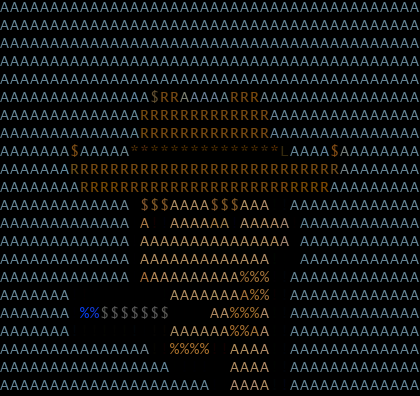 AAAAAAAAAAAAAAAAAAAAAAAAAAAAAAAAAAAAAAAAAA
AAAAAAAAAAAAAAAAAAAAAAAAAAAAAAAAAAAAAAAAAA
AAAAAAAAAAAAAAAAAAAAAAAAAAAAAAAAAAAAAAAAAA
AAAAAAAAAAAAAAAAAAAAAAAAAAAAAAAAAAAAAAAAAA
AAAAAAAAAAAAAAAAAAAAAAAAAAAAAAAAAAAAAAAAAA
AAAAAAAAAAAAAAA$RRAAAAARRRAAAAAAAAAAAAAAAA
AAAAAAAAAAAAAARRRRRRRRRRRRRAAAAAAAAAAAAAAA
AAAAAAAAAAAAAARRRRRRRRRRRRRAAAAAAAAAAAAAAA
AAAAAAA$AAAAA***************LAAAA$AAAAAAAA
AAAAAAARRRRRRRRRRRRRRRRRRRRRRRRRRRAAAAAAAA
AAAAAAAARRRRRRRRRRRRRRRRRRRRRRRRRAAAAAAAAA
AAAAAAAAAAAAA $$$AAAA$$$AAA  AAAAAAAAAAAAA
AAAAAAAAAAAAA A  AAAAAA AAAAA AAAAAAAAAAAA
AAAAAAAAAAAAA AAAAAAAAAAAAAAA AAAAAAAAAAAA
AAAAAAAAAAAAA AAAAAAAAAAAAA   AAAAAAAAAAAA
AAAAAAAAAAAAA AAAAAAAAAA%%%  AAAAAAAAAAAAA
AAAAAAA          AAAAAAAA%%  AAAAAAAAAAAAA
AAAAAAA %%$$$$$$$    AA%%%A  AAAAAAAAAAAAA
AAAAAAA          AAAAAA%%AA  AAAAAAAAAAAAA
AAAAAAAAAAAAAAA  %%%%  AAAA  AAAAAAAAAAAAA
AAAAAAAAAAAAAAAAA      AAAA  AAAAAAAAAAAAA
AAAAAAAAAAAAAAAAAAAAA  AAAA  AAAAAAAAAAAAA